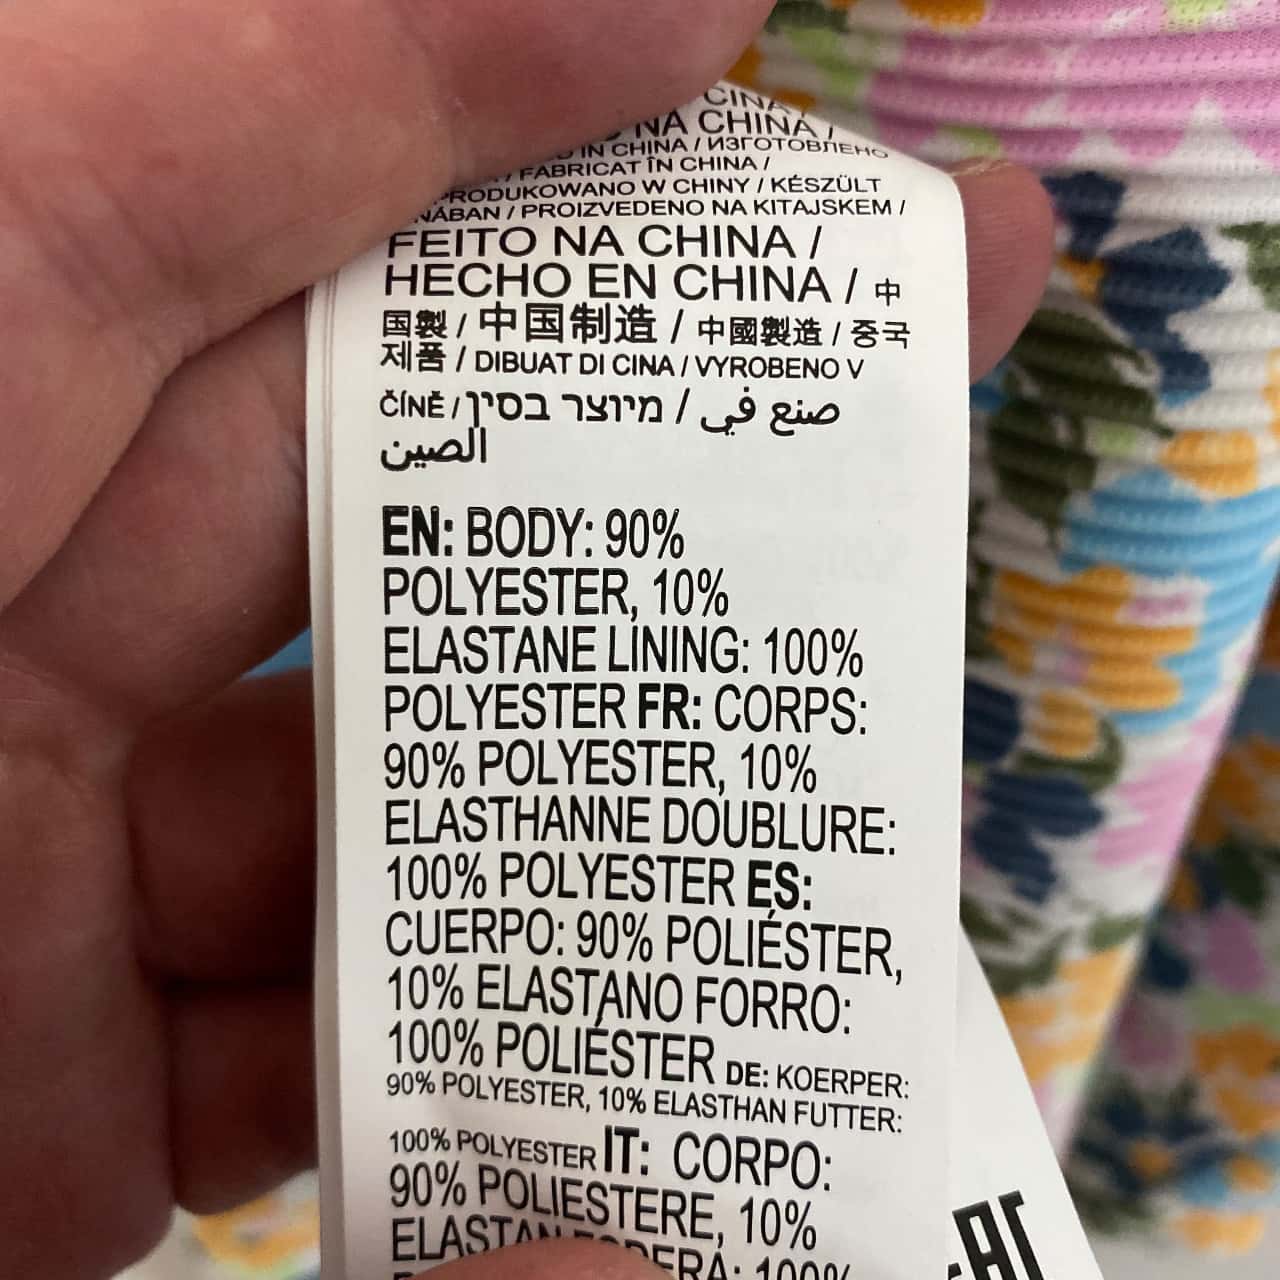 CINA
NA CHINA /
IN CHINA / ИЗГОТОВЛЕНО
/ FABRICAT ÎN CHINA /
PRODUKOWANO W CHINY / KÉSZÜLT
/ PROIZVEDENO NA KITAJSKEM /
FEITO NA CHINA /
HECHO EN CHINA / 中
国製 / 中国制造 / 中國製造 / 중국
제품 / DIBUAT DI CINA / VYROBENO V
ČÍNĚ / מיוצר בסין / صنع في
الصين
EN: BODY: 90%
POLYESTER, 10%
ELASTANE LINING: 100%
POLYESTER FR: CORPS:
90% POLYESTER, 10%
ELASTHANNE DOUBLURE:
100% POLYESTER ES:
CUERPO: 90% POLIÉSTER,
10% ELASTANO FORRO:
100% POLIÉSTER DE: KOERPER:
90% POLYESTER, 10% ELASTHAN FUTTER:
100% POLYESTER IT: CORPO:
90% POLIESTERE, 10%
100%